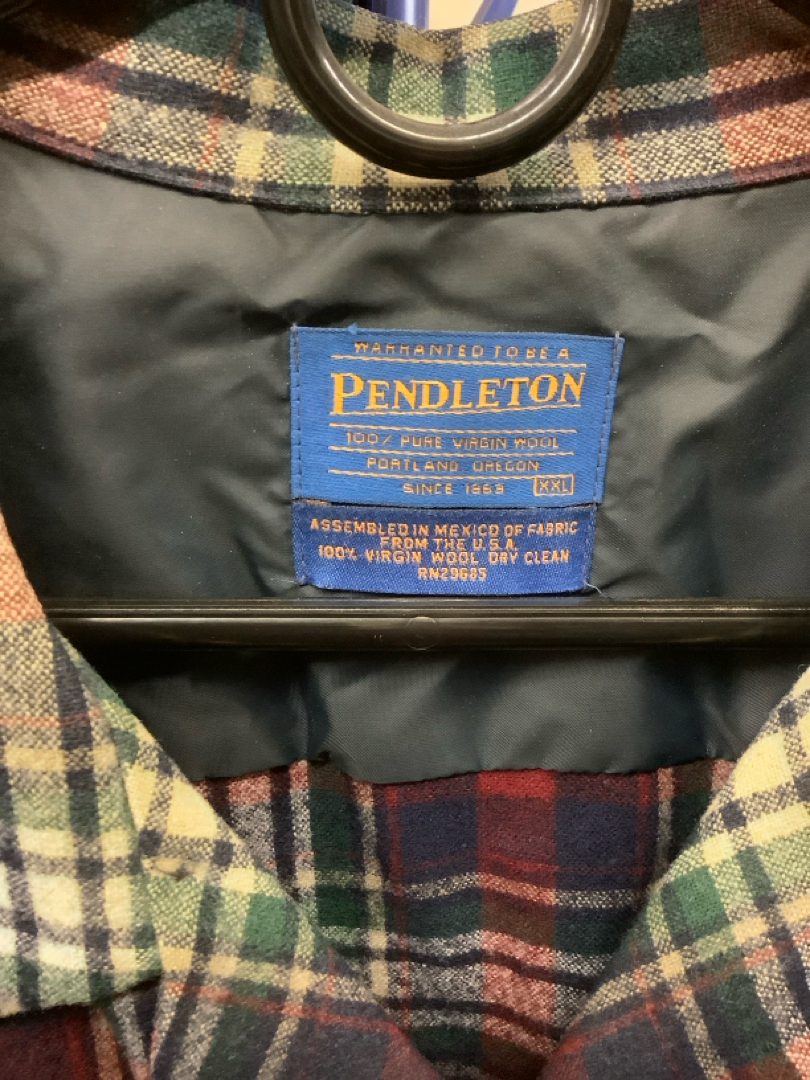 WARRANTED TO BE A
PENDLETON
100% PURE VIRGIN WOOL
PORTLAND, OREGON
SINCE 1863 XXL
ASSEMBLED IN MEXICO OF FABRIC
FROM THE U.S.A.
100% VIRGIN WOOL DRY CLEAN
RN29685